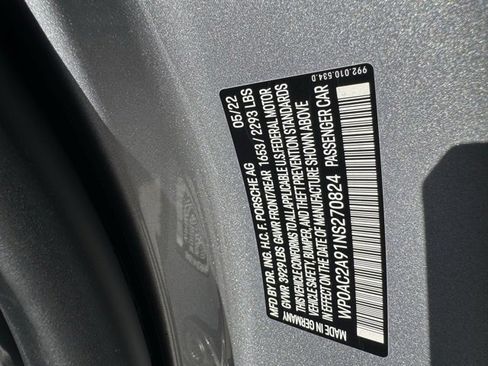 MFD BY DR. ING. H.C. F. PORSCHE AG 05/22
GVWR 3929 LBS GAWR FRONT/REAR 1653 / 2293 LBS
THIS VEHICLE CONFORMS TO ALL APPLICABLE U.S. FEDERAL MOTOR
VEHICLE SAFETY, BUMPER, AND THEFT PREVENTION STANDARDS
IN EFFECT ON THE DATE OF MANUFACTURE SHOWN ABOVE
WP0AC2A91NS270824 PASSENGER CAR
MADE IN GERMANY
992.010.534.D